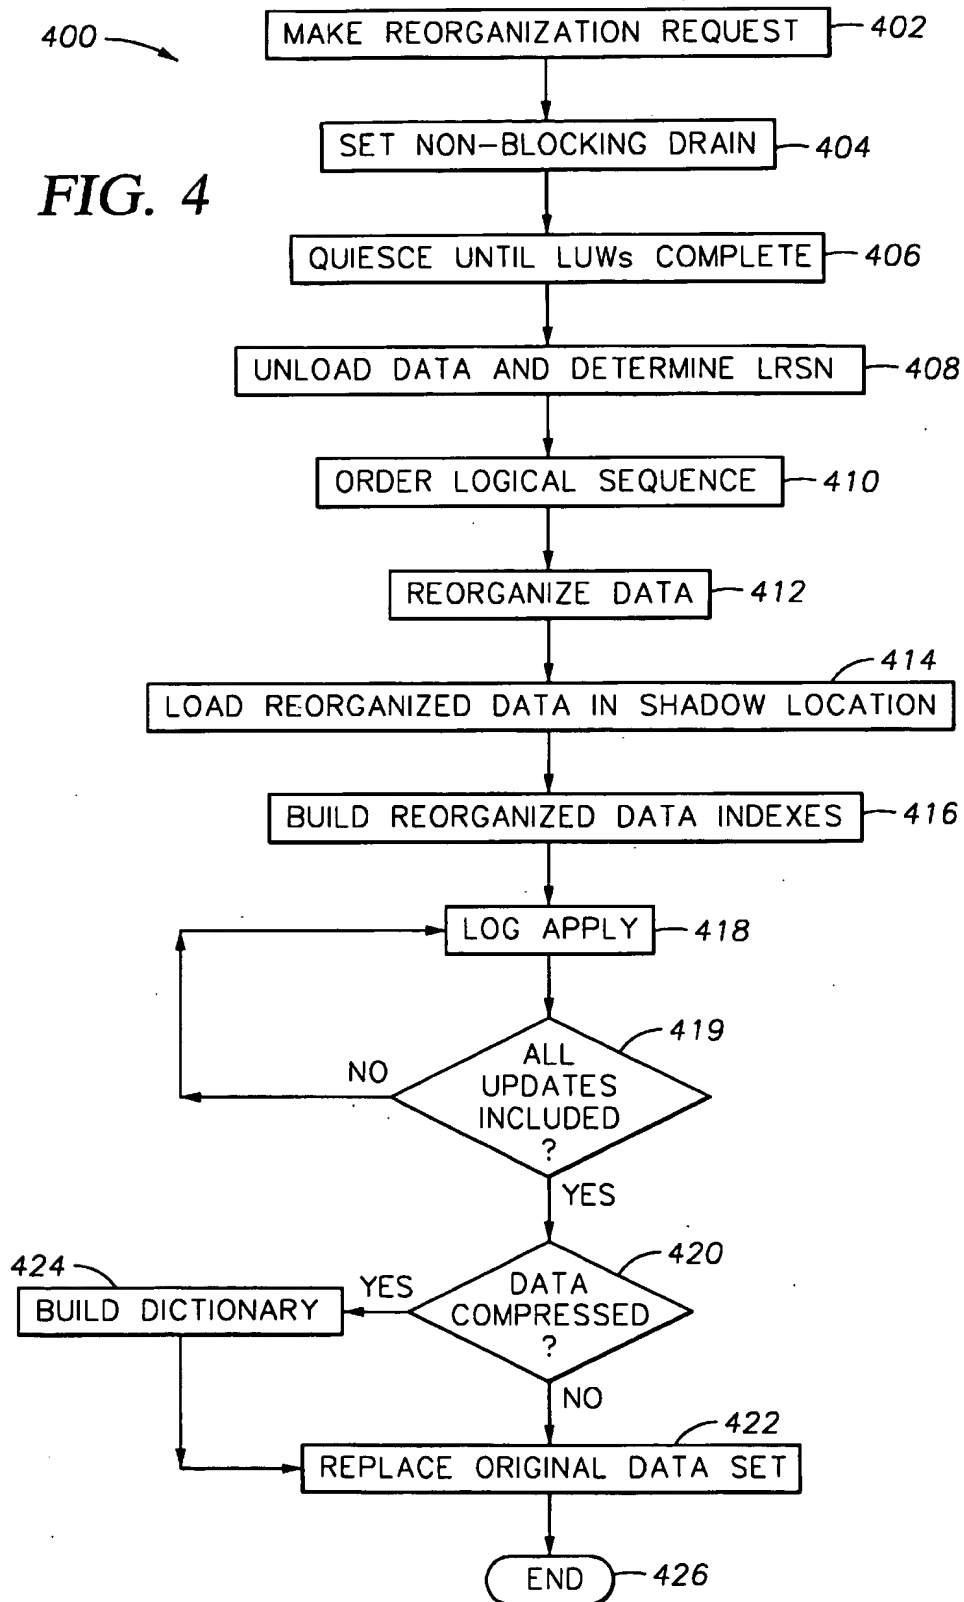 400
MAKE REORGANIZATION REQUEST
402
SET NON-BLOCKING DRAIN
404
FIG. 4
QUIESCE UNTIL LUWs COMPLETE
406
UNLOAD DATA AND DETERMINE LRSN
408
ORDER LOGICAL SEQUENCE
410
REORGANIZE DATA
412
414
LOAD REORGANIZED DATA IN SHADOW LOCATION
BUILD REORGANIZED DATA INDEXES
416
LOG APPLY
418
419
ALL
UPDATES
INCLUDED
?
NO
YES
420
DATA
COMPRESSED
?
YES
424
BUILD DICTIONARY
NO
422
REPLACE ORIGINAL DATA SET
END
426